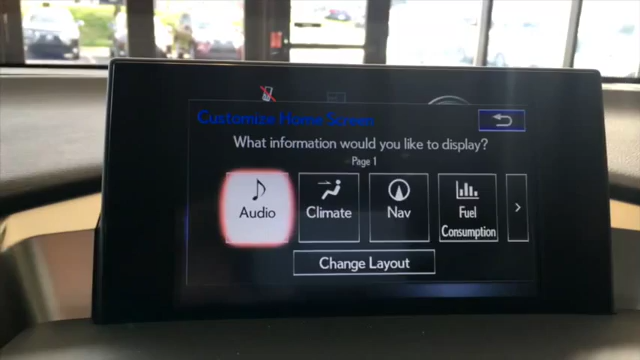 Customize Home Screen
What information would you like to display?
Page 1
Audio
Climate
Nav
Fuel
Consumption
Change Layout